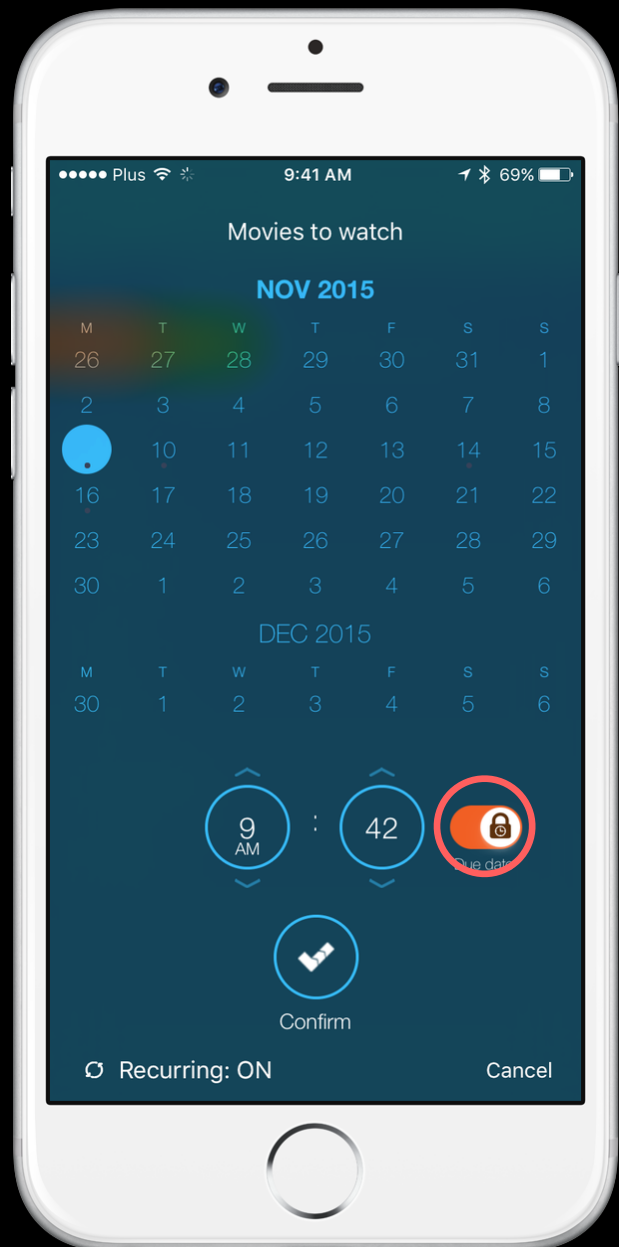 Plus 9:41 AM 69%
Movies to watch
NOV 2015
M T W T F S S
26 27 28 29 30 31 1
2 3 4 5 6 7 8
10 11 12 13 14 15
16 17 18 19 20 21 22
23 24 25 26 27 28 29
30 1 2 3 4 5 6
DEC 2015
M T W T F S S
30 1 2 3 4 5 6
9 : 42
AM
Due date
Confirm
Recurring: ON Cancel